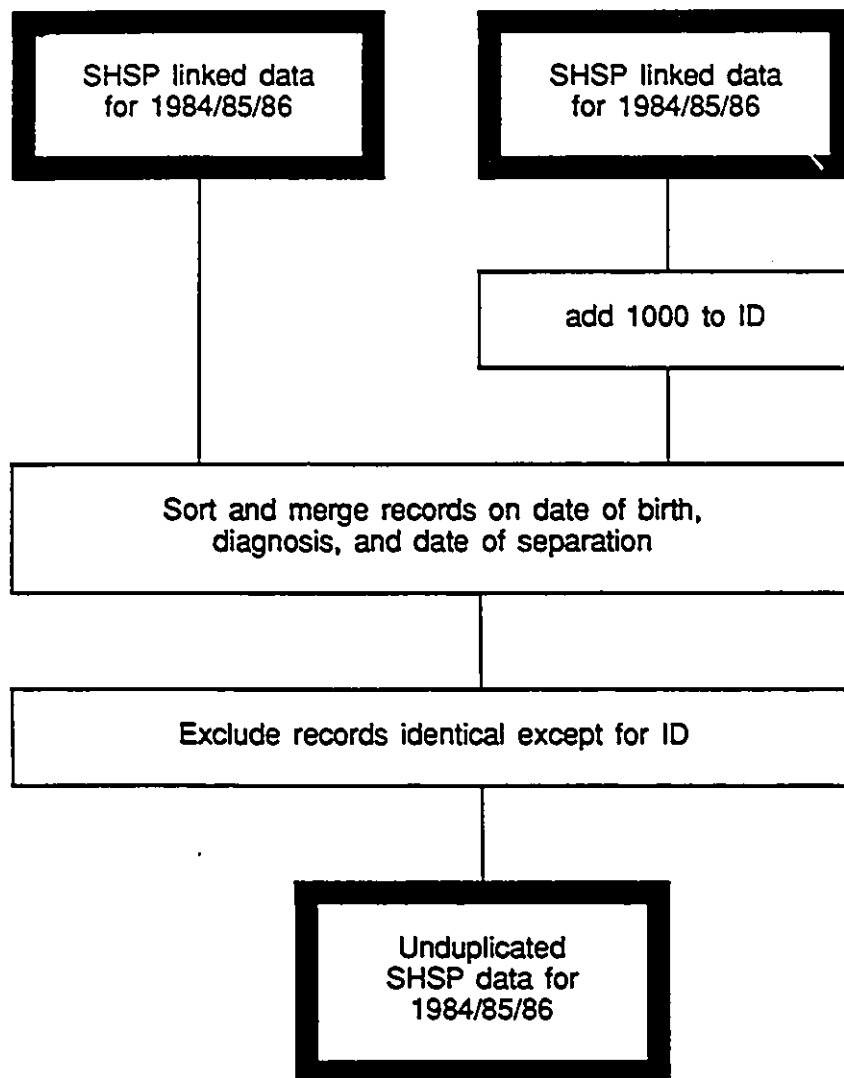 SHSP linked data
for 1984/85/86
SHSP linked data
for 1984/85/86
add 1000 to ID
Sort and merge records on date of birth,
diagnosis, and date of separation
Exclude records identical except for ID
Unduplicated
SHSP data for
1984/85/86